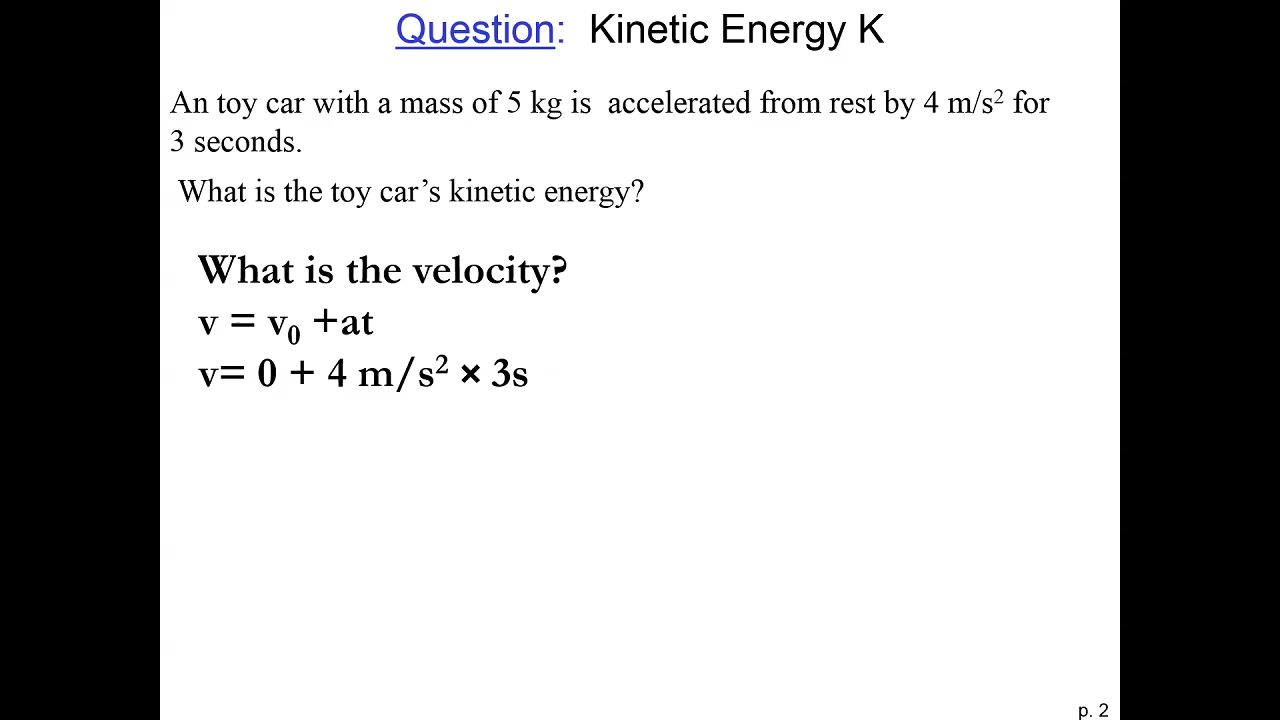 Question: Kinetic Energy K
An toy car with a mass of 5 kg is accelerated from rest by 4 m/s² for
3 seconds.
What is the toy car’s kinetic energy?
What is the velocity?
v = v₀ +at
v= 0 + 4 m/s² × 3s
p. 2